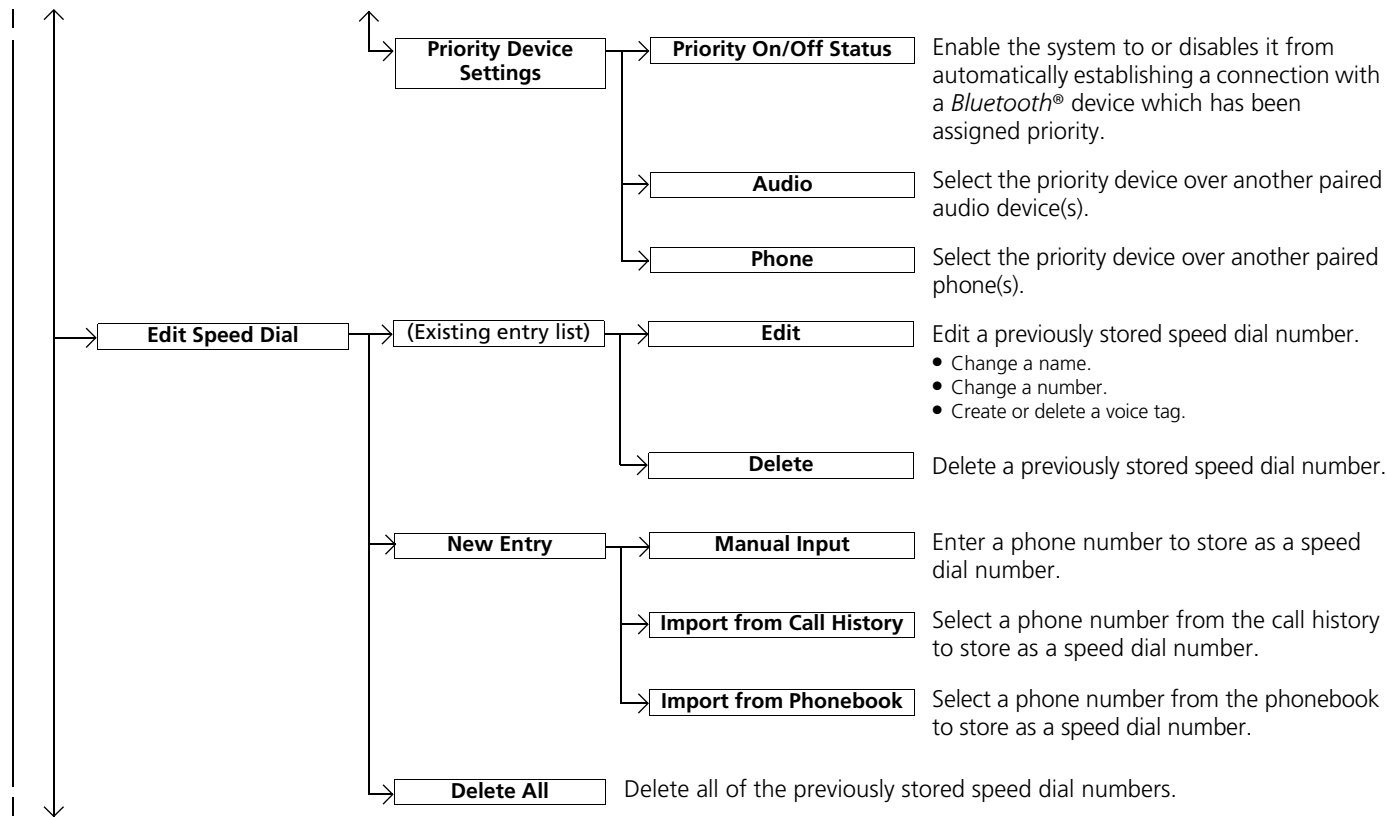 Priority Device
Settings
Priority On/Off Status
Enable the system to or disables it from
automatically establishing a connection with
a Bluetooth® device which has been
assigned priority.
Audio
Select the priority device over another paired
audio device(s).
Phone
Select the priority device over another paired
phone(s).
Edit Speed Dial
(Existing entry list)
Edit
Edit a previously stored speed dial number.
● Change a name.
● Change a number.
● Create or delete a voice tag.
Delete
Delete a previously stored speed dial number.
New Entry
Manual Input
Enter a phone number to store as a speed
dial number.
Import from Call History
Select a phone number from the call history
to store as a speed dial number.
Import from Phonebook
Select a phone number from the phonebook
to store as a speed dial number.
Delete All
Delete all of the previously stored speed dial numbers.